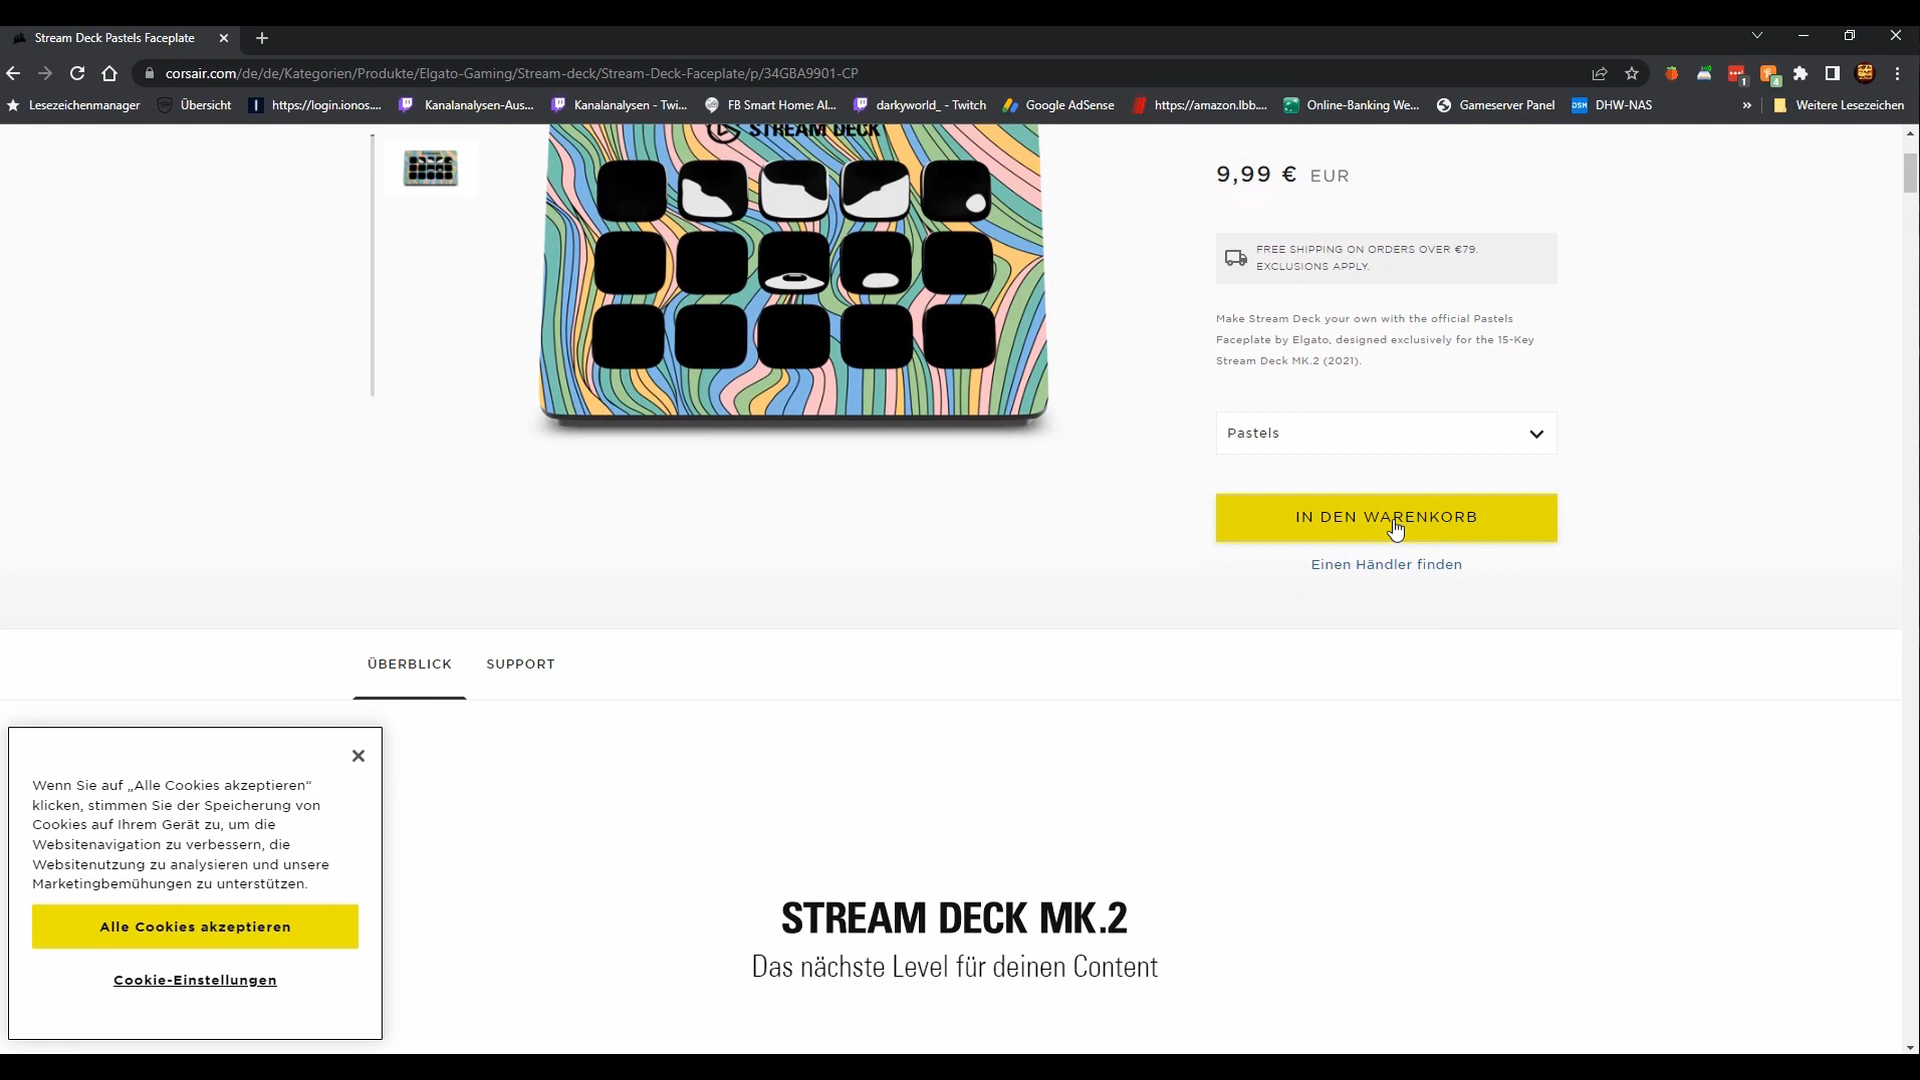 Stream Deck Pastels Faceplate
corsair.com/de/de/Kategorien/Produkte/Elgato-Gaming/Stream-deck/Stream-Deck-Faceplate/p/34GBA9901-CP
1
4
Lesezeichenmanager
Übersicht
https://login.ionos....
Kanalanalysen-Aus...
Kanalanalysen - Twi...
FB Smart Home: Al...
darkyworld_ - Twitch
Google AdSense
https://amazon.lbb....
Online-Banking We...
Gameserver Panel
DSM
DHW-NAS
»
Weitere Lesezeichen
STREAM DECK
9,99 € EUR
FREE SHIPPING ON ORDERS OVER €79.
EXCLUSIONS APPLY.
Make Stream Deck your own with the official Pastels
Faceplate by Elgato, designed exclusively for the 15-Key
Stream Deck MK.2 (2021).
Pastels
IN DEN WARENKORB
Einen Händler finden
ÜBERBLICK
SUPPORT
Wenn Sie auf „Alle Cookies akzeptieren“
klicken, stimmen Sie der Speicherung von
Cookies auf Ihrem Gerät zu, um die
Websitenavigation zu verbessern, die
Websitenutzung zu analysieren und unsere
Marketingbemühungen zu unterstützen.
Alle Cookies akzeptieren
Cookie-Einstellungen
STREAM DECK MK.2
Das nächste Level für deinen Content